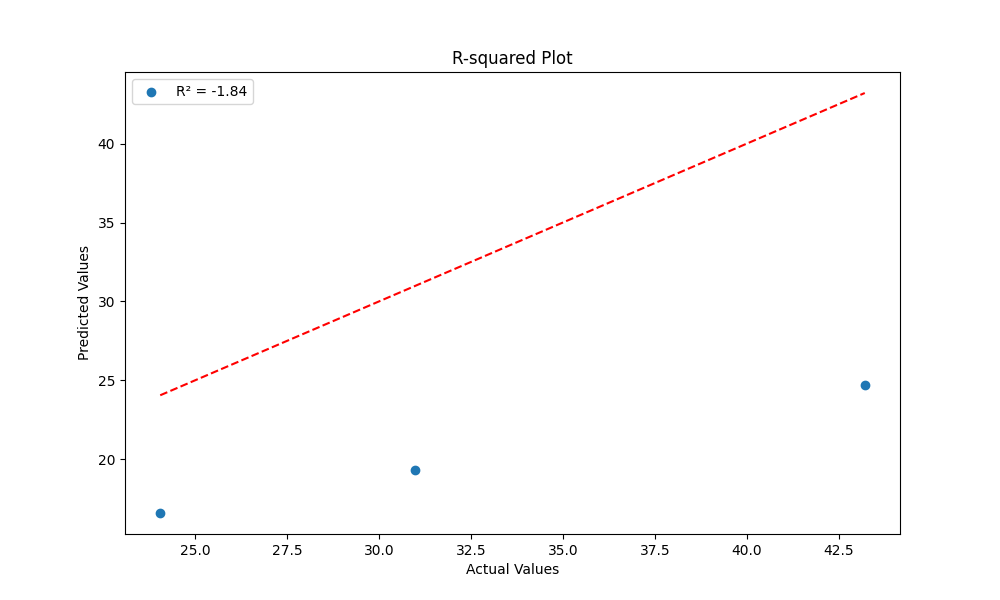 R-squared Plot
R² = -1.84
40
35
30
25
20
Predicted Values
25.0 27.5 30.0 32.5 35.0 37.5 40.0 42.5
Actual Values